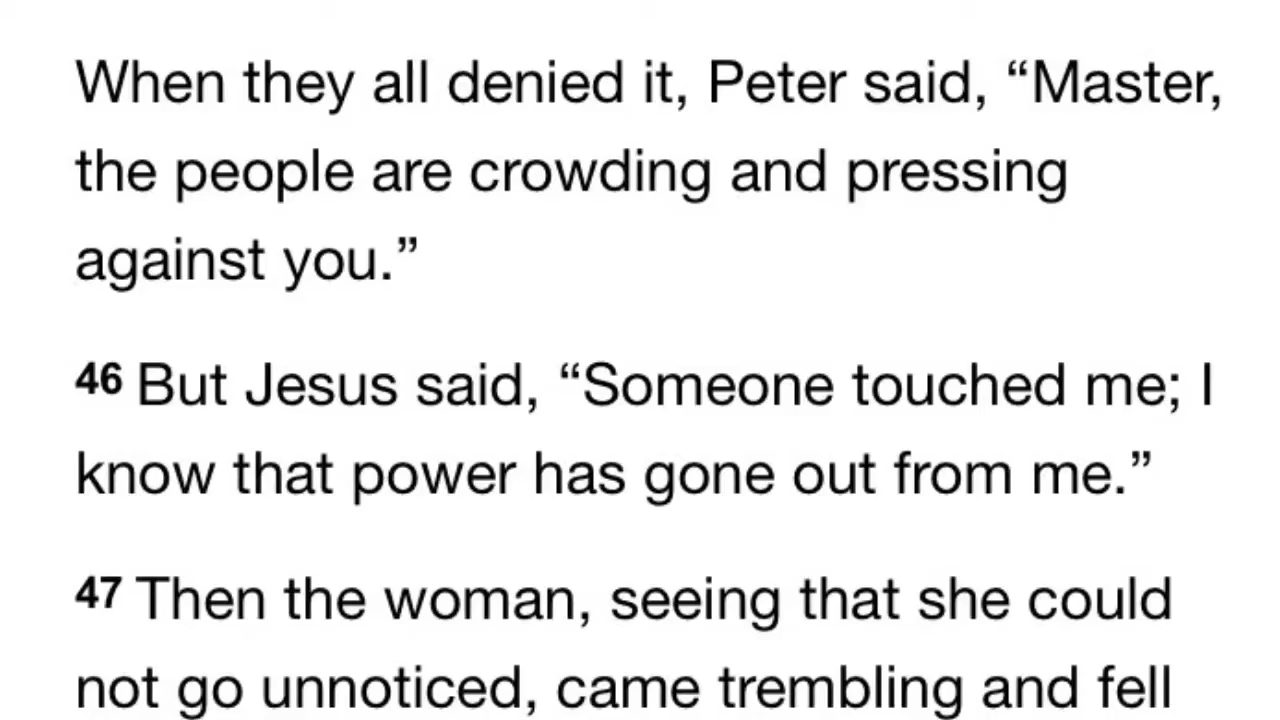 When they all denied it, Peter said, “Master,
the people are crowding and pressing
against you.”
46 But Jesus said, “Someone touched me; I
know that power has gone out from me.”
47 Then the woman, seeing that she could
not go unnoticed, came trembling and fell